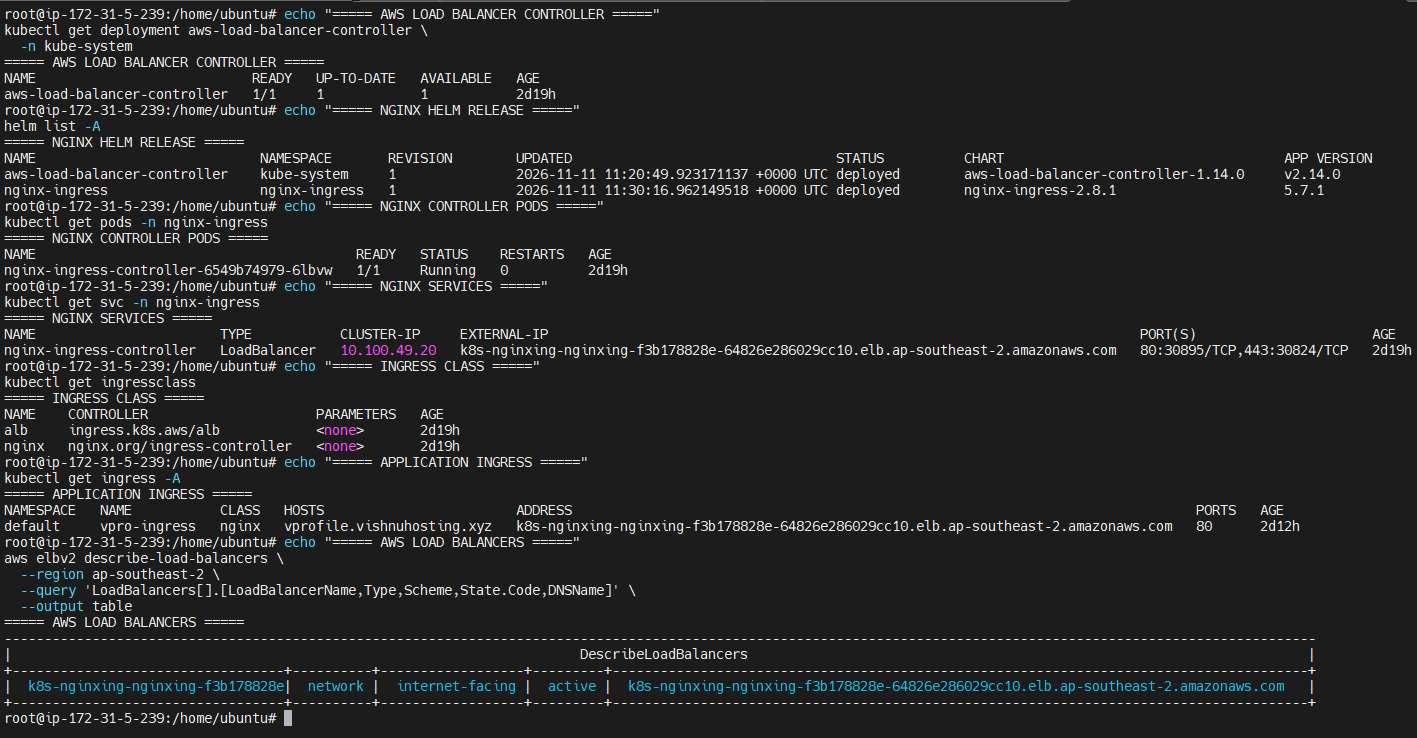 root@ip-172-31-5-239:/home/ubuntu# echo "===== AWS LOAD BALANCER CONTROLLER ====="
kubectl get deployment aws-load-balancer-controller \
  -n kube-system
===== AWS LOAD BALANCER CONTROLLER =====
NAME                           READY   UP-TO-DATE   AVAILABLE   AGE
aws-load-balancer-controller   1/1     1            1           2d19h
root@ip-172-31-5-239:/home/ubuntu# echo "===== NGINX HELM RELEASE ====="
helm list -A
===== NGINX HELM RELEASE =====
NAME                            NAMESPACE       REVISION        UPDATED                                 STATUS          CHART                                   APP VERSION
aws-load-balancer-controller    kube-system     1               2026-11-11 11:20:49.923171137 +0000 UTC deployed        aws-load-balancer-controller-1.14.0     v2.14.0
nginx-ingress                   nginx-ingress   1               2026-11-11 11:30:16.962149518 +0000 UTC deployed        nginx-ingress-2.8.1                     5.7.1
root@ip-172-31-5-239:/home/ubuntu# echo "===== NGINX CONTROLLER PODS ====="
kubectl get pods -n nginx-ingress
===== NGINX CONTROLLER PODS =====
NAME                                        READY   STATUS    RESTARTS   AGE
nginx-ingress-controller-6549b74979-6lbvw   1/1     Running   0          2d19h
root@ip-172-31-5-239:/home/ubuntu# echo "===== NGINX SERVICES ====="
kubectl get svc -n nginx-ingress
===== NGINX SERVICES =====
NAME                       TYPE           CLUSTER-IP     EXTERNAL-IP                                                                          PORT(S)                      AGE
nginx-ingress-controller   LoadBalancer   10.100.49.20   k8s-nginxing-nginxing-f3b178828e-64826e286029cc10.elb.ap-southeast-2.amazonaws.com   80:30895/TCP,443:30824/TCP   2d19h
root@ip-172-31-5-239:/home/ubuntu# echo "===== INGRESS CLASS ====="
kubectl get ingressclass
===== INGRESS CLASS =====
NAME    CONTROLLER                     PARAMETERS   AGE
alb     ingress.k8s.aws/alb            <none>       2d19h
nginx   nginx.org/ingress-controller   <none>       2d19h
root@ip-172-31-5-239:/home/ubuntu# echo "===== APPLICATION INGRESS ====="
kubectl get ingress -A
===== APPLICATION INGRESS =====
NAMESPACE   NAME           CLASS   HOSTS                        ADDRESS                                                                              PORTS   AGE
default     vpro-ingress   nginx   vprofile.vishnuhosting.xyz   k8s-nginxing-nginxing-f3b178828e-64826e286029cc10.elb.ap-southeast-2.amazonaws.com   80      2d12h
root@ip-172-31-5-239:/home/ubuntu# echo "===== AWS LOAD BALANCERS ====="
aws elbv2 describe-load-balancers \
  --region ap-southeast-2 \
  --query 'LoadBalancers[].[LoadBalancerName,Type,Scheme,State.Code,DNSName]' \
  --output table
===== AWS LOAD BALANCERS =====
-------------------------------------------------------------------------------------------------------------------------------------------------------------------
|                                                                      DescribeLoadBalancers                                                                      |
+----------------------------------+----------+------------------+---------+--------------------------------------------------------------------------------------+
|  k8s-nginxing-nginxing-f3b178828e|  network |  internet-facing |  active |  k8s-nginxing-nginxing-f3b178828e-64826e286029cc10.elb.ap-southeast-2.amazonaws.com  |
+----------------------------------+----------+------------------+---------+--------------------------------------------------------------------------------------+
root@ip-172-31-5-239:/home/ubuntu#